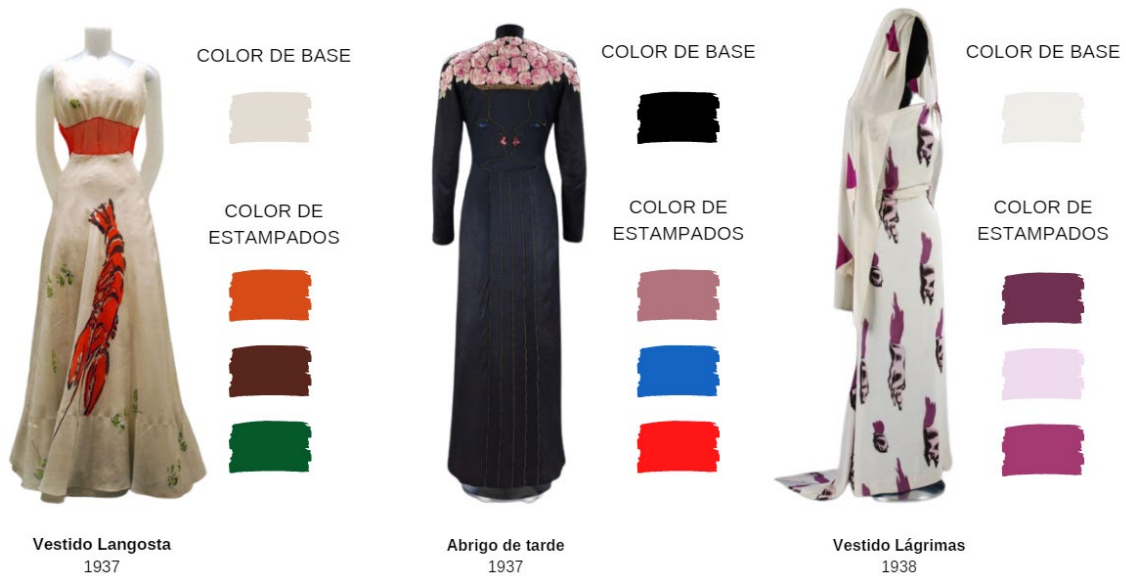 COLOR DE BASE
COLOR DE
ESTAMPADOS
Vestido Langosta
1937
COLOR DE BASE
COLOR DE
ESTAMPADOS
Abrigo de tarde
1937
COLOR DE BASE
COLOR DE
ESTAMPADOS
Vestido Lágrimas
1938